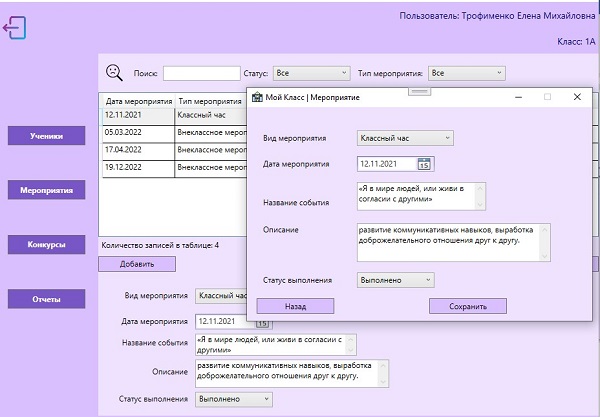 Пользователь: Трофименко Елена Михайловна
Класс: 1А
Поиск:
Статус: Все
Тип мероприятия: Все
Дата мероприятия Тип мероприятия
12.11.2021 Классный час
05.03.2022 Внеклассное мероп
17.04.2022 Внеклассное мероп
19.12.2022 Внеклассное мероп
Количество записей в таблице: 4
Добавить
Ученики
Мероприятия
Конкурсы
Отчеты
Вид мероприятия Классный час
Дата мероприятия 12.11.2021 15
Название события «Я в мире людей, или живи в согласии с
другими»
Описание развитие коммуникативных навыков, выработка
доброжелательного отношения друг к другу.
Статус выполнения Выполнено
Мой Класс | Мероприятие
Вид мероприятия Классный час
Дата мероприятия 12.11.2021 15
Название события «Я в мире людей, или живи в
согласии с другими»
Описание развитие коммуникативных навыков, выработка
доброжелательного отношения друг к другу.
Статус выполнения Выполнено
Назад Сохранить